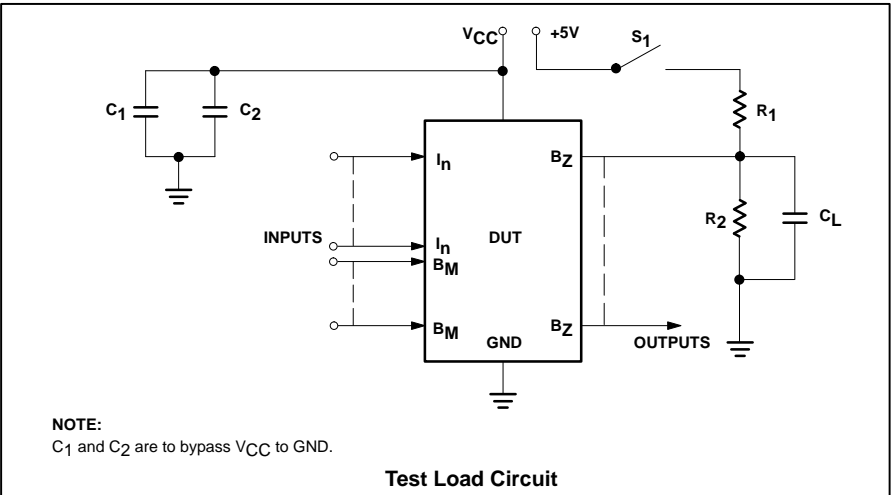 VCC
+5V
S1
C1
C2
R1
In
BZ
R2
CL
INPUTS
In
DUT
BM
BM
BZ
GND
OUTPUTS
NOTE:
C1 and C2 are to bypass VCC to GND.
Test Load Circuit